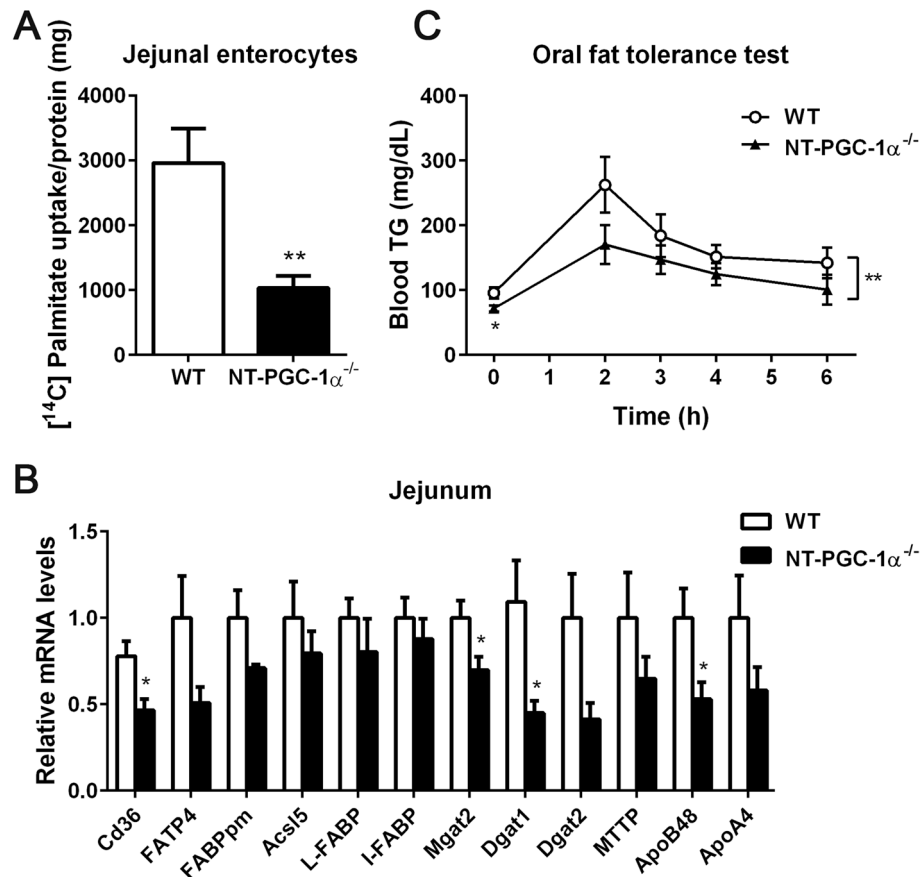 A
Jejunal enterocytes
[¹⁴C] Palmitate uptake/protein (mg)
4000
3000
2000
1000
0
**
WT
NT-PGC-1α⁻/⁻
C
Oral fat tolerance test
Blood TG (mg/dL)
400
300
200
100
0
WT
NT-PGC-1α⁻/⁻
**
*
0 1 2 3 4 5 6
Time (h)
B
Jejunum
Relative mRNA levels
1.5
1.0
0.5
0.0
WT
NT-PGC-1α⁻/⁻
*
*
*
*
Cd36
FATP4
FABPpm
Acsl5
L-FABP
I-FABP
Mgat2
Dgat1
Dgat2
MTTP
ApoB48
ApoA4